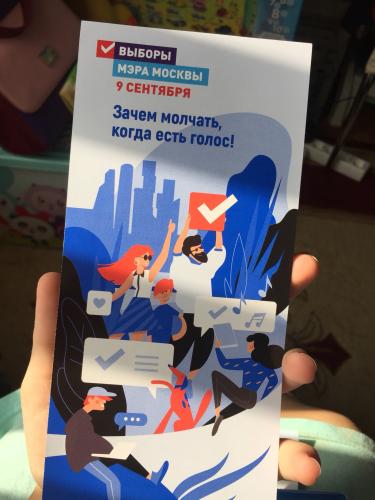 ВЫБОРЫ
МЭРА МОСКВЫ
9 СЕНТЯБРЯ
Зачем молчать,
когда есть голос!